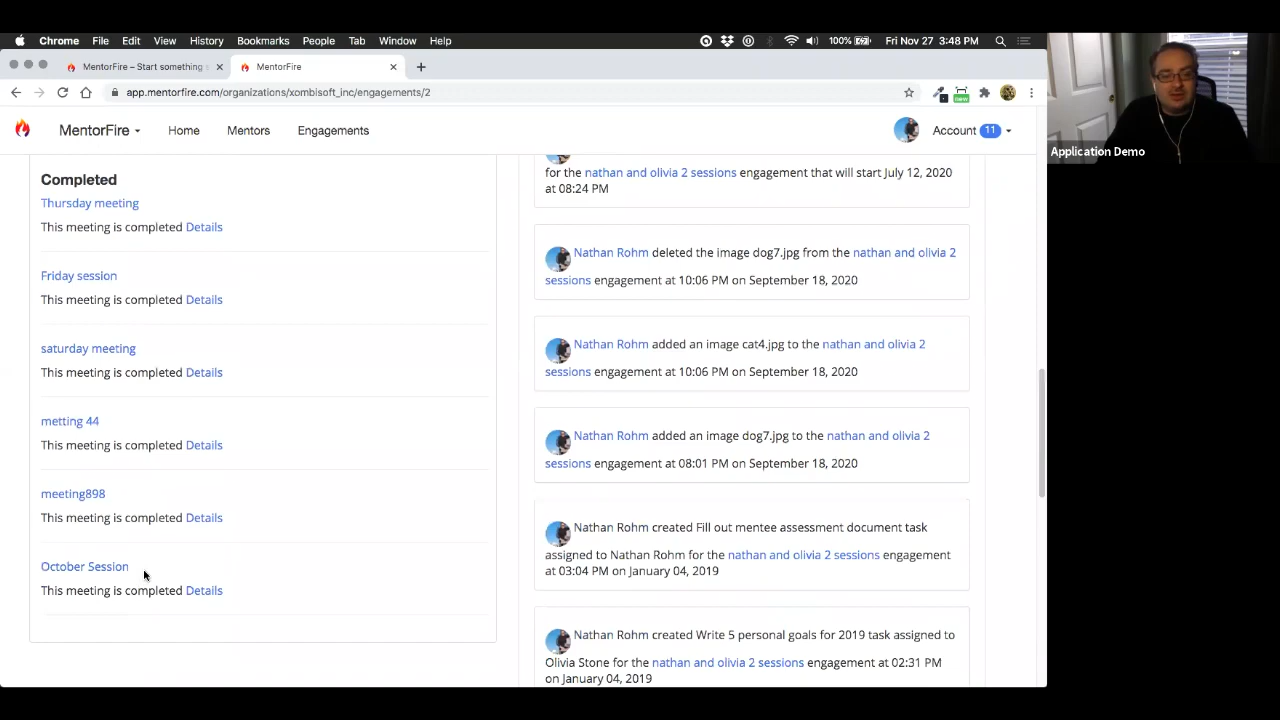 Chrome File Edit View History Bookmarks People Tab Window Help 100% Fri Nov 27 3:48 PM
MentorFire – Start something MentorFire
app.mentorfire.com/organizations/xombisoft_inc/engagements/2 new
MentorFire Home Mentors Engagements Account 11
Application Demo
Completed
Thursday meeting
This meeting is completed Details
Friday session
This meeting is completed Details
saturday meeting
This meeting is completed Details
metting 44
This meeting is completed Details
meeting898
This meeting is completed Details
October Session
This meeting is completed Details
for the nathan and olivia 2 sessions engagement that will start July 12, 2020
at 08:24 PM
Nathan Rohm deleted the image dog7.jpg from the nathan and olivia 2
sessions engagement at 10:06 PM on September 18, 2020
Nathan Rohm added an image cat4.jpg to the nathan and olivia 2
sessions engagement at 10:06 PM on September 18, 2020
Nathan Rohm added an image dog7.jpg to the nathan and olivia 2
sessions engagement at 08:01 PM on September 18, 2020
Nathan Rohm created Fill out mentee assessment document task
assigned to Nathan Rohm for the nathan and olivia 2 sessions engagement
at 03:04 PM on January 04, 2019
Nathan Rohm created Write 5 personal goals for 2019 task assigned to
Olivia Stone for the nathan and olivia 2 sessions engagement at 02:31 PM
on January 04, 2019